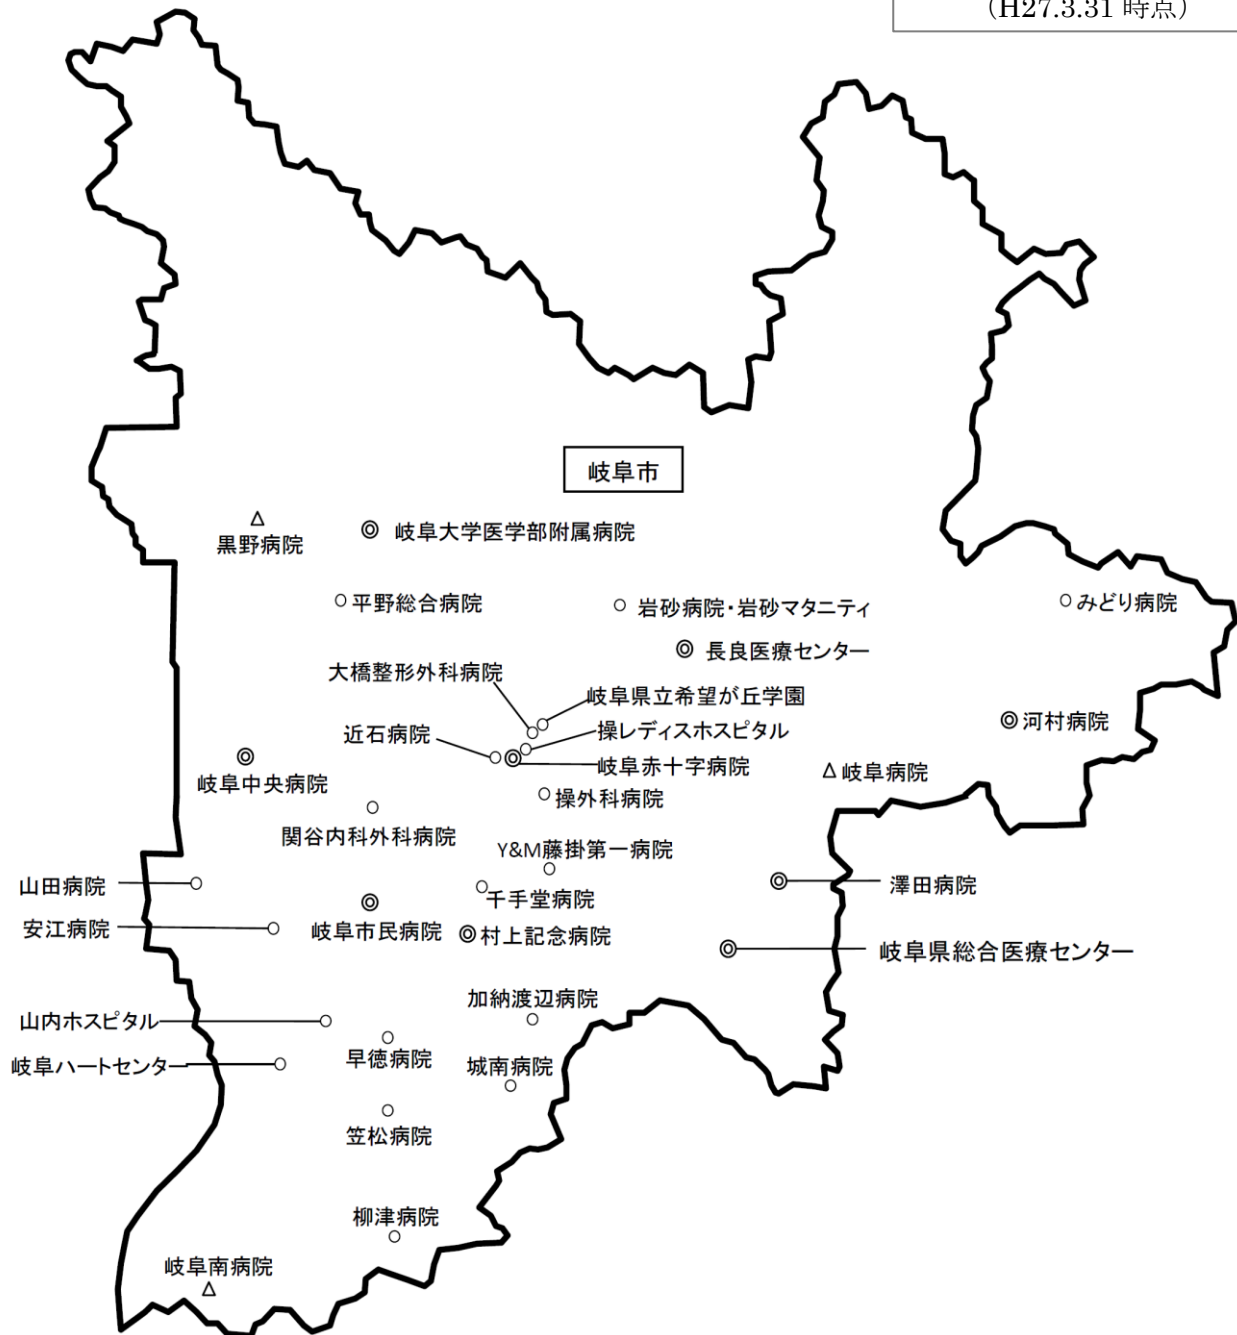 (H27.3.31 時点)
岐阜市
黒野病院
岐阜大学医学部附属病院
平野総合病院
岩砂病院・岩砂マタニティ
みどり病院
長良医療センター
大橋整形外科病院
岐阜県立希望が丘学園
河村病院
近石病院
操レディスホスピタル
岐阜赤十字病院
岐阜病院
岐阜中央病院
操外科病院
関谷内科外科病院
Y&M藤掛第一病院
山田病院
澤田病院
千手堂病院
安江病院
岐阜市民病院
村上記念病院
岐阜県総合医療センター
加納渡辺病院
山内ホスピタル
早徳病院
岐阜ハートセンター
城南病院
笠松病院
柳津病院
岐阜南病院